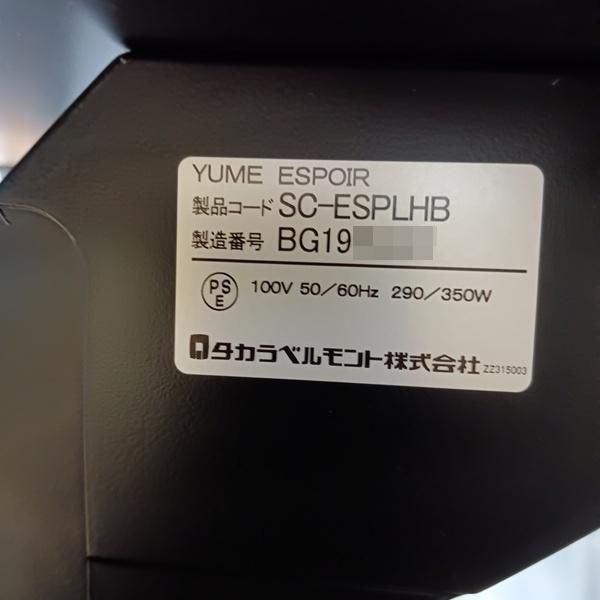 YUME ESPOIR
製品コード SC-ESPLHB
製造番号 BG19
PS E 100V 50/60Hz 290/350W
タカラベルモント株式会社 ZZ315003